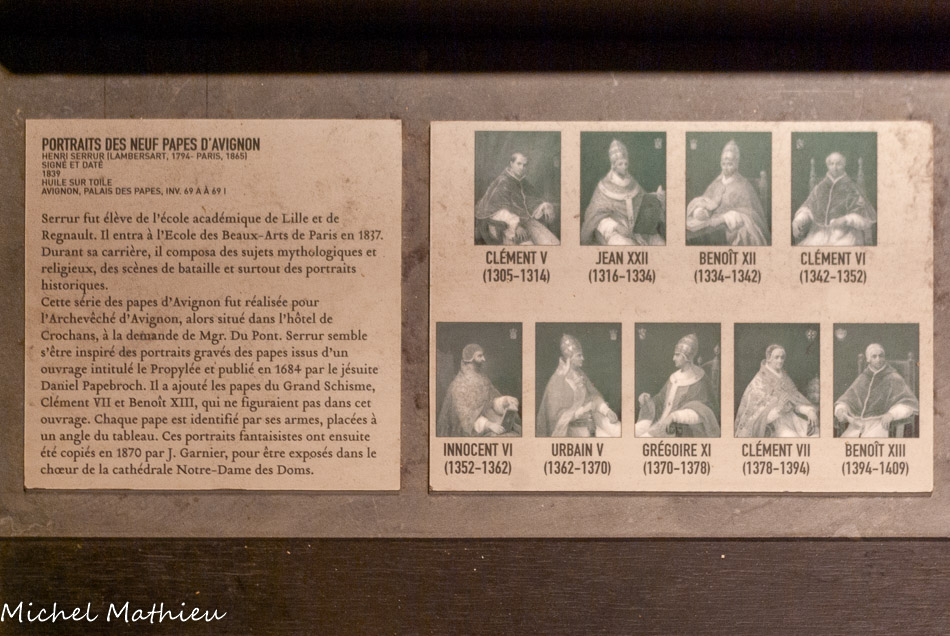 PORTRAITS DES NEUF PAPES D'AVIGNON
HENRI SERRUR (LAMBERSART, 1794- PARIS, 1865)
SIGNÉ ET DATÉ
1839
HUILE SUR TOILE
AVIGNON, PALAIS DES PAPES, INV. 69 A À 69 I
Serrur fut élève de l'école académique de Lille et de
Regnault. Il entra à l'Ecole des Beaux-Arts de Paris en 1837.
Durant sa carrière, il composa des sujets mythologiques et
religieux, des scènes de bataille et surtout des portraits
historiques.
Cette série des papes d'Avignon fut réalisée pour
l'Archevêché d'Avignon, alors situé dans l'hôtel de
Crochans, à la demande de Mgr. Du Pont. Serrur semble
s'être inspiré des portraits gravés des papes issus d'un
ouvrage intitulé le Propylée et publié en 1684 par le jésuite
Daniel Papebroch. Il a ajouté les papes du Grand Schisme,
Clément VII et Benoît XIII, qui ne figuraient pas dans cet
ouvrage. Chaque pape est identifié par ses armes, placées à
un angle du tableau. Ces portraits fantaisistes ont ensuite
été copiés en 1870 par J. Garnier, pour être exposés dans le
chœur de la cathédrale Notre-Dame des Doms.
CLÉMENT V JEAN XXII BENOÎT XII CLÉMENT VI
(1305-1314) (1316-1334) (1334-1342) (1342-1352)
INNOCENT VI URBAIN V GRÉGOIRE XI CLÉMENT VII BENOÎT XIII
(1352-1362) (1362-1370) (1370-1378) (1378-1394) (1394-1409)
Michel Mathieu